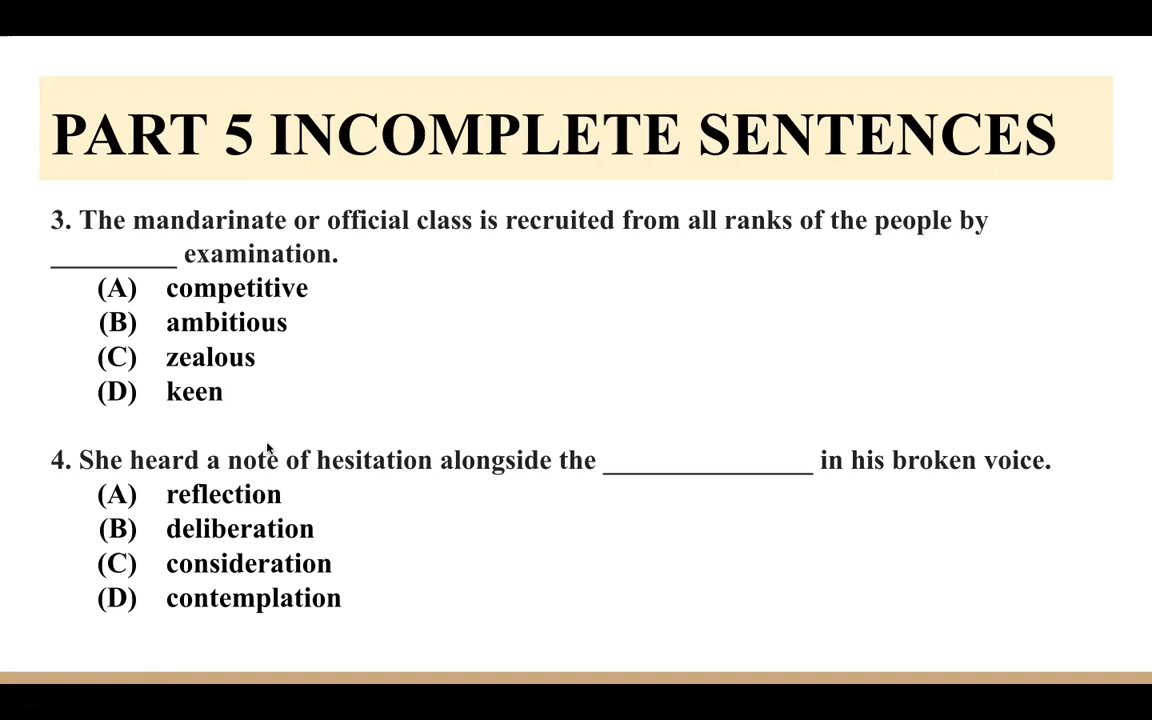 PART 5 INCOMPLETE SENTENCES
3. The mandarinate or official class is recruited from all ranks of the people by
_________ examination.
(A) competitive
(B) ambitious
(C) zealous
(D) keen
4. She heard a note of hesitation alongside the _______________ in his broken voice.
(A) reflection
(B) deliberation
(C) consideration
(D) contemplation